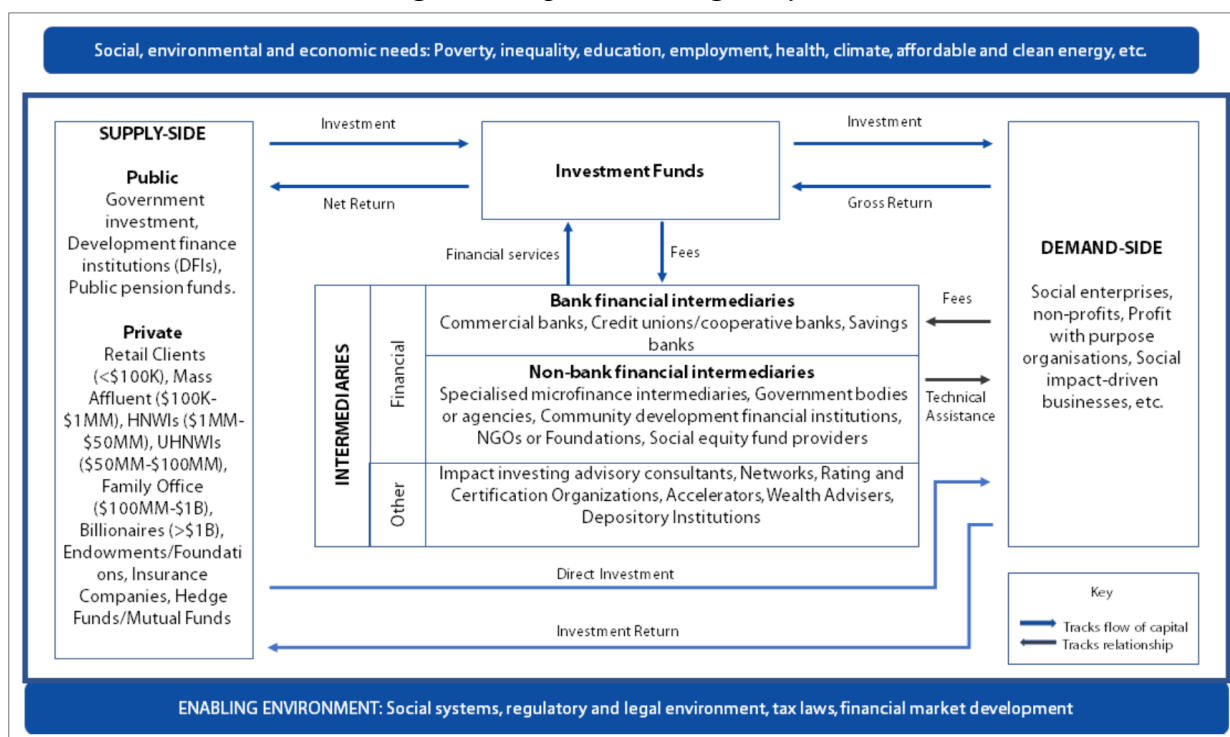 Social, environmental and economic needs: Poverty, inequality, education, employment, health, climate, affordable and clean energy, etc.
SUPPLY-SIDE
Public
Government
investment,
Development finance
institutions (DFIs),
Public pension funds.
Private
Retail Clients
(<$100K), Mass
Affluent ($100K-
$1MM), HNWIs ($1MM-
$50MM), UHNWIs
($50MM-$100MM),
Family Office
($100MM-$1B),
Billionaires (>$1B),
Endowments/Foundati
ons, Insurance
Companies, Hedge
Funds/Mutual Funds
Investment
Net Return
Investment Funds
Investment
Gross Return
Financial services
Fees
INTERMEDIARIES
Financial
Bank financial intermediaries
Commercial banks, Credit unions/cooperative banks, Savings
banks
Non-bank financial intermediaries
Specialised microfinance intermediaries, Government bodies
or agencies, Community development financial institutions,
NGOs or Foundations, Social equity fund providers
Other
Impact investing advisory consultants, Networks, Rating and
Certification Organizations, Accelerators, Wealth Advisers,
Depository Institutions
Fees
Technical
Assistance
DEMAND-SIDE
Social enterprises,
non-profits, Profit
with purpose
organisations, Social
impact-driven
businesses, etc.
Direct Investment
Investment Return
Key
Tracks flow of capital
Tracks relationship
ENABLING ENVIRONMENT: Social systems, regulatory and legal environment, tax laws, financial market development